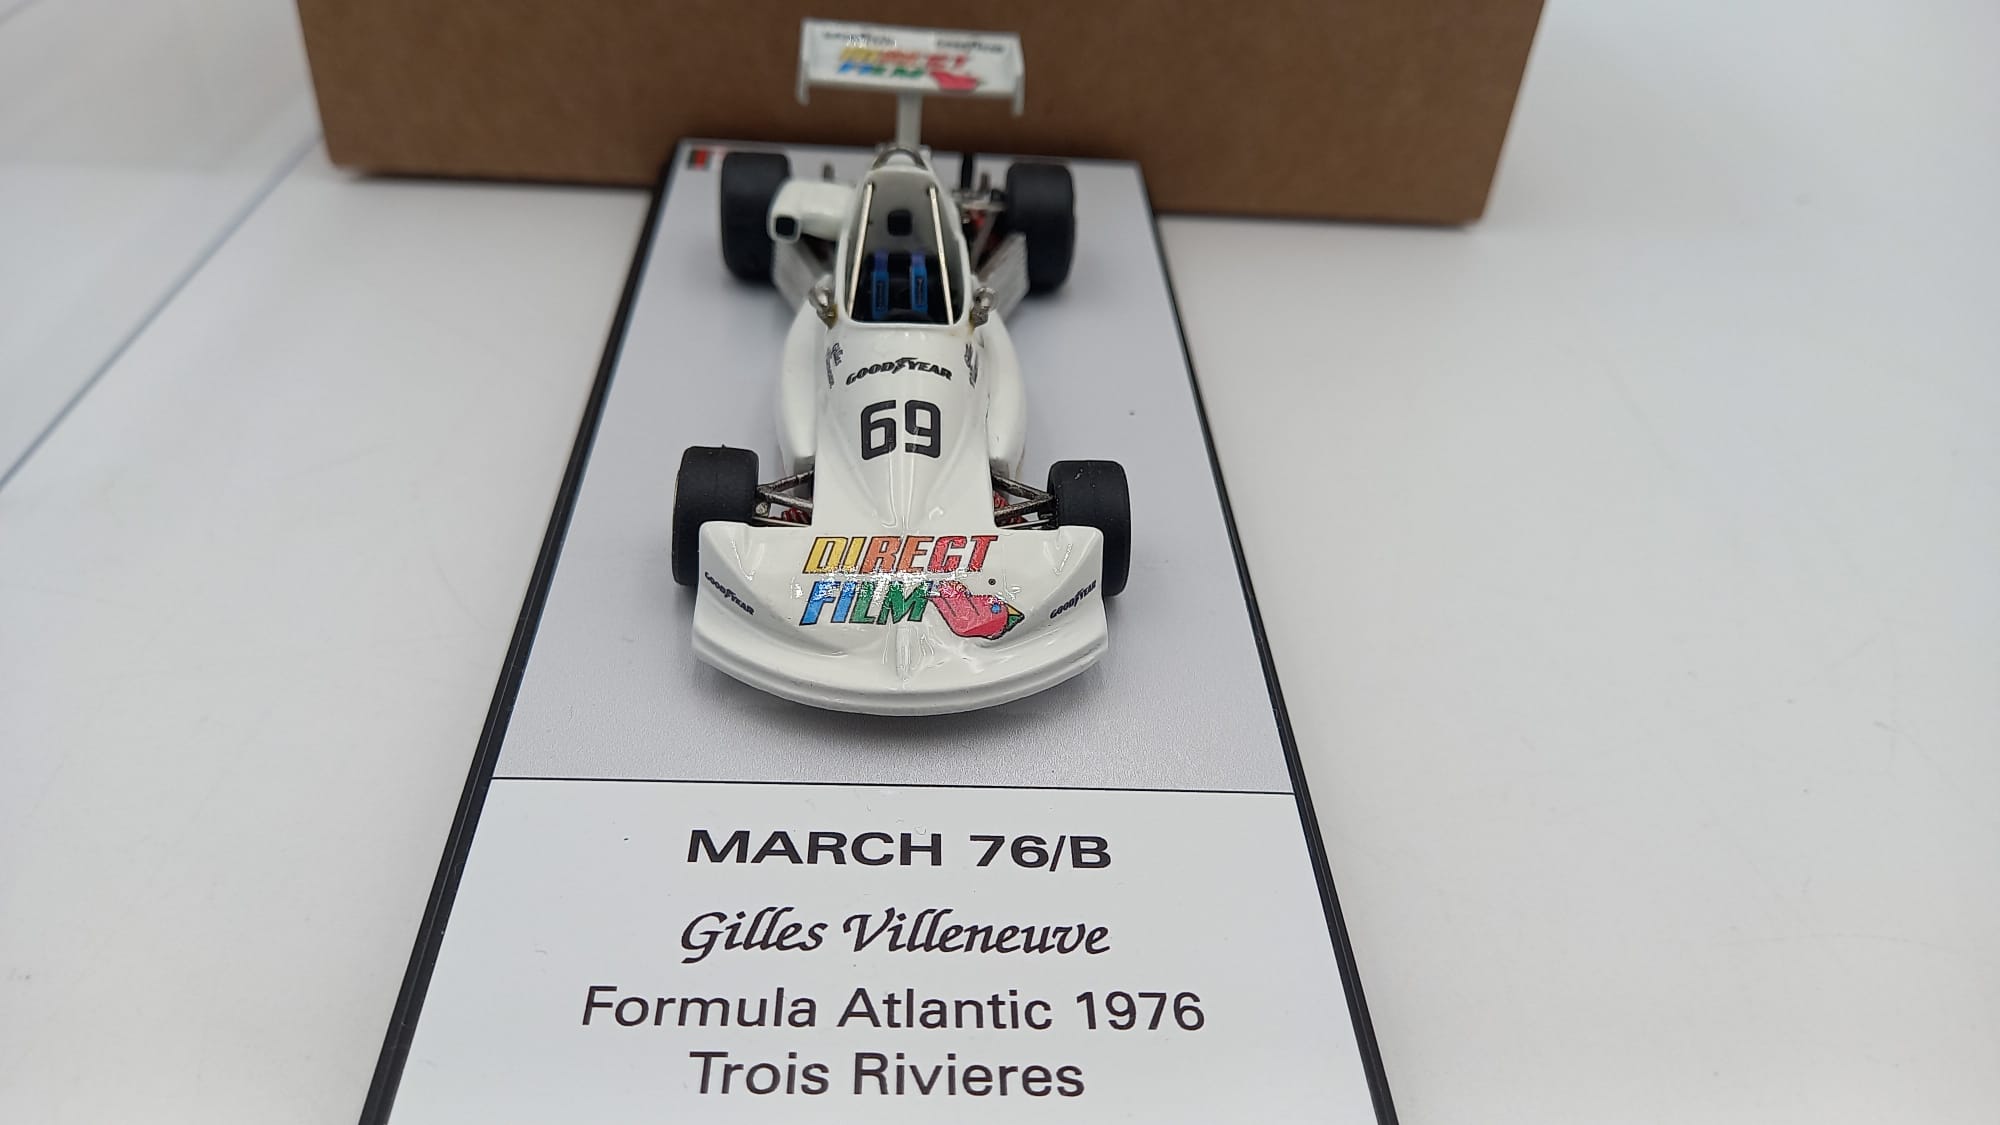 DIRECT
FILM
GOODYEAR
69
DIRECT
FILM
GOODYEAR
GOODYEAR
MARCH 76/B
Gilles Villeneuve
Formula Atlantic 1976
Trois Rivieres